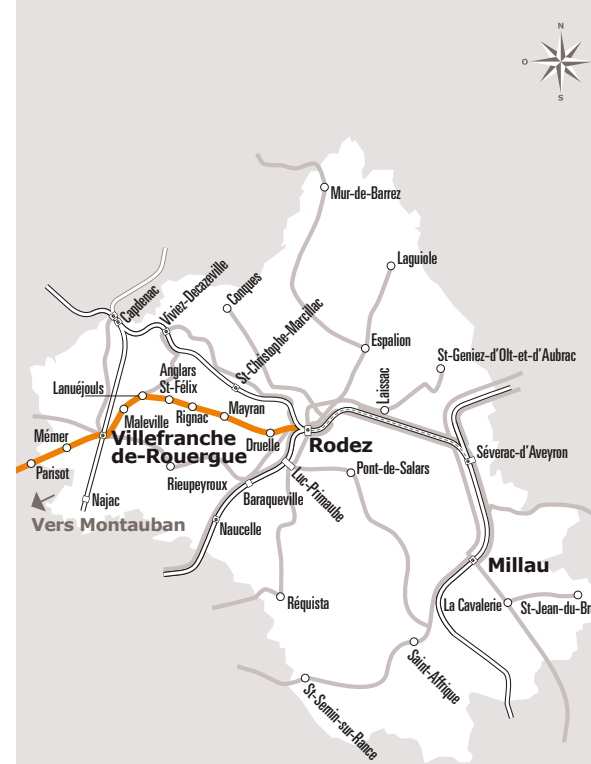 N
O
S
Mur-de-Barrez
Laguiole
Capdenac
Viviez-Decazeville
Conques
St-Christophe-Marcillac
Espalion
St-Geniez-d'Olt-et-d'Aubrac
Laissac
Anglars
St-Félix
Lanuéjouls
Rignac
Mayran
Maleville
Druelle
Mémer
Villefranche
de-Rouergue
Rodez
Séverac-d'Aveyron
Parisot
Rieupeyroux
Luc-Primaube
Pont-de-Salars
Baraqueville
Najac
Vers Montauban
Naucelle
Millau
Réquista
La Cavalerie
St-Jean-du-Br
Saint-Affrique
St-Sernin-sur-Rance